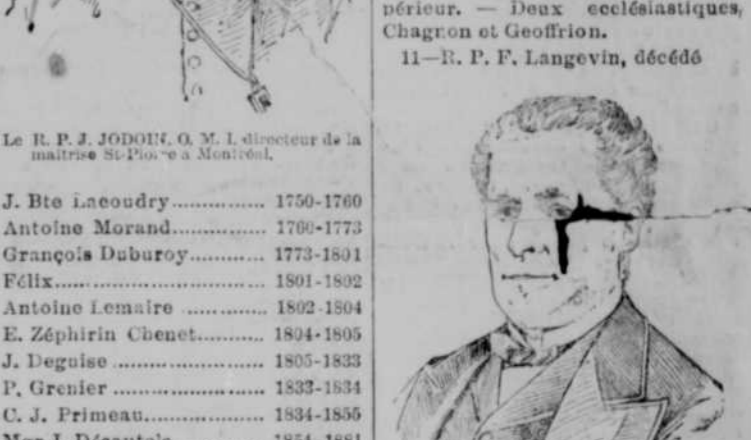 Le R. P. J. JODOIN, O. M. I. directeur de la
maîtrise St-Pierre a Montréal.
J. Bte Lacoudry............... 1750-1760
Antoine Morand............... 1760-1773
Grançois Duburoy............. 1773-1801
Félix............................... 1801-1802
Antoine Lemaire ............. 1802-1804
E. Zéphirin Chenet........... 1804-1805
J. Deguise ...................... 1805-1833
P. Grenier ....................... 1833-1834
C. J. Primeau.................. 1834-1855
périeur. — Deux ecclésiastiques,
Chagnon et Geoffrion.
11—R. P. F. Langevin, décédé